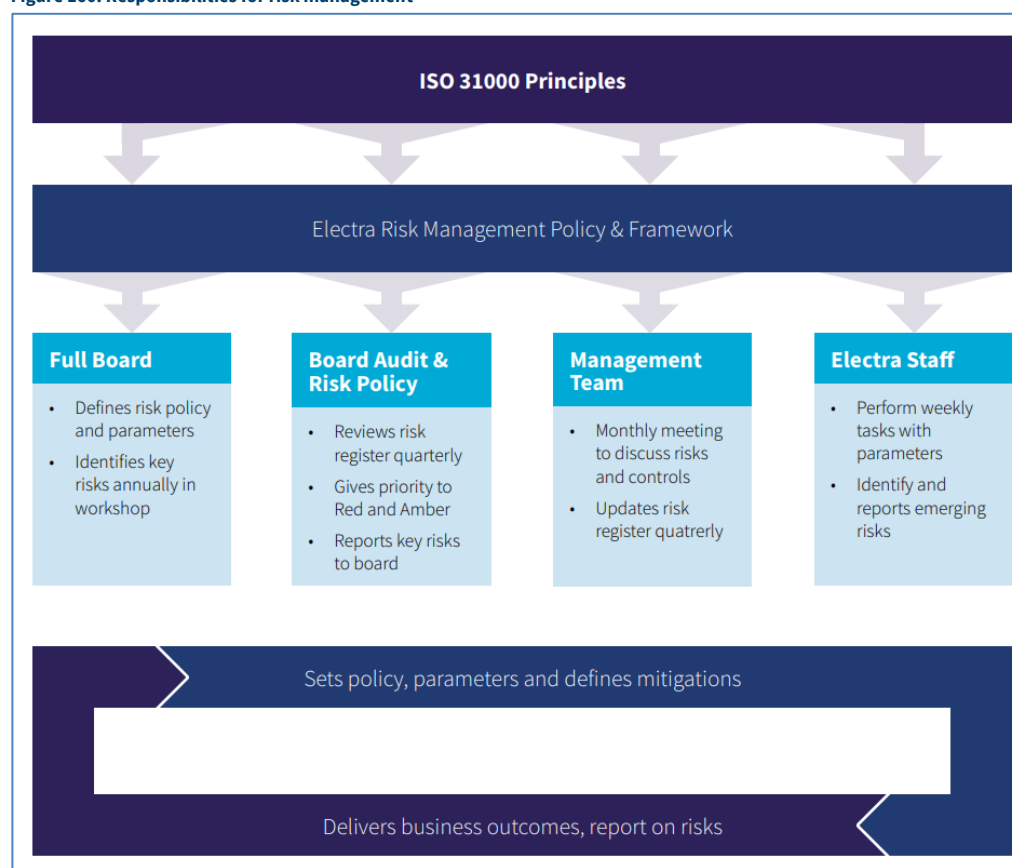 ISO 31000 Principles
Electra Risk Management Policy & Framework
Full Board
• Defines risk policy
and parameters
• Identifies key
risks annually in
workshop
Board Audit &
Risk Policy
• Reviews risk
register quarterly
• Gives priority to
Red and Amber
• Reports key risks
to board
Management
Team
• Monthly meeting
to discuss risks
and controls
• Updates risk
register quatrerly
Electra Staff
• Perform weekly
tasks with
parameters
• Identify and
reports emerging
risks
Sets policy, parameters and defines mitigations
Delivers business outcomes, report on risks